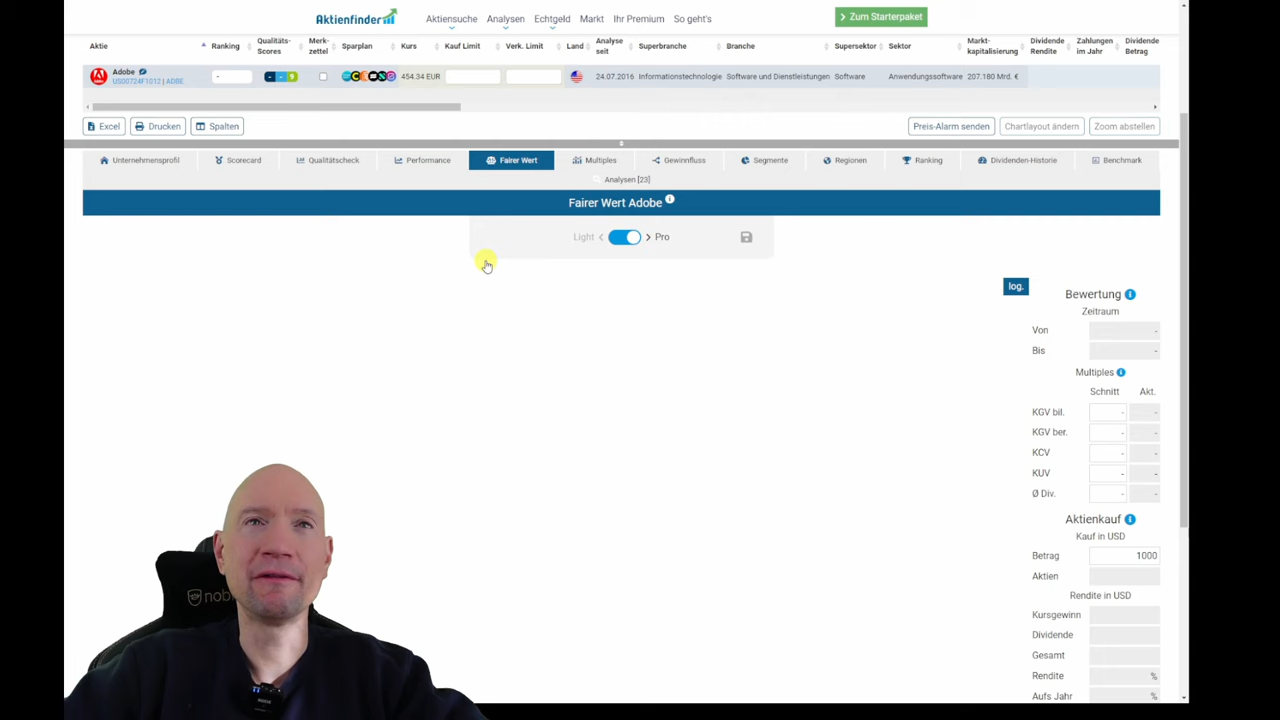 Aktienfinder
Aktiensuche Analysen Echtgeld Markt Ihr Premium So geht's
Zum Starterpaket
Aktie Ranking Qualitäts-Scores Merk-zettel Sparplan Kurs Kauf Limit Verk. Limit Land Analyse seit Superbranche Branche Supersektor Sektor Markt-kapitalisierung Dividende Rendite Zahlungen im Jahr Dividende Betrag
Adobe - - - 9 454.34 EUR 24.07.2016 Informationstechnologie Software und Dienstleistungen Software Anwendungssoftware 207.180 Mrd. €
US00724F1012 | ADBE
Excel Drucken Spalten Preis-Alarm senden Chartlayout ändern Zoom abstellen
Unternehmensprofil Scorecard Qualitätscheck Performance Fairer Wert Multiples Gewinnfluss Segmente Regionen Ranking Dividenden-Historie Benchmark
Analysen [23]
Fairer Wert Adobe
Light Pro
log.
Bewertung
Zeitraum
Von -
Bis -
Multiples
Schnitt Akt.
KGV bil. - -
KGV ber. - -
KCV - -
KUV - -
Ø Div. - -
Aktienkauf
Kauf in USD
Betrag 1000
Aktien
Rendite in USD
Kursgewinn
Dividende
Gesamt
Rendite %
Aufs Jahr %
nob